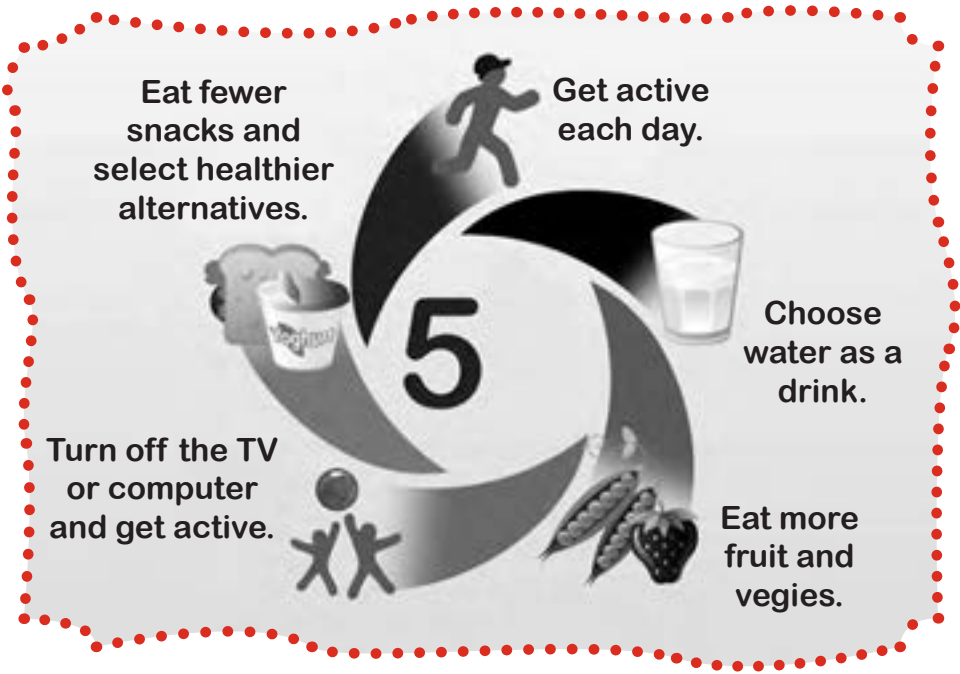 Eat fewer
snacks and
select healthier
alternatives.
Get active
each day.
5
Yoghurt
Choose
water as a
drink.
Turn off the TV
or computer
and get active.
Eat more
fruit and
vegies.